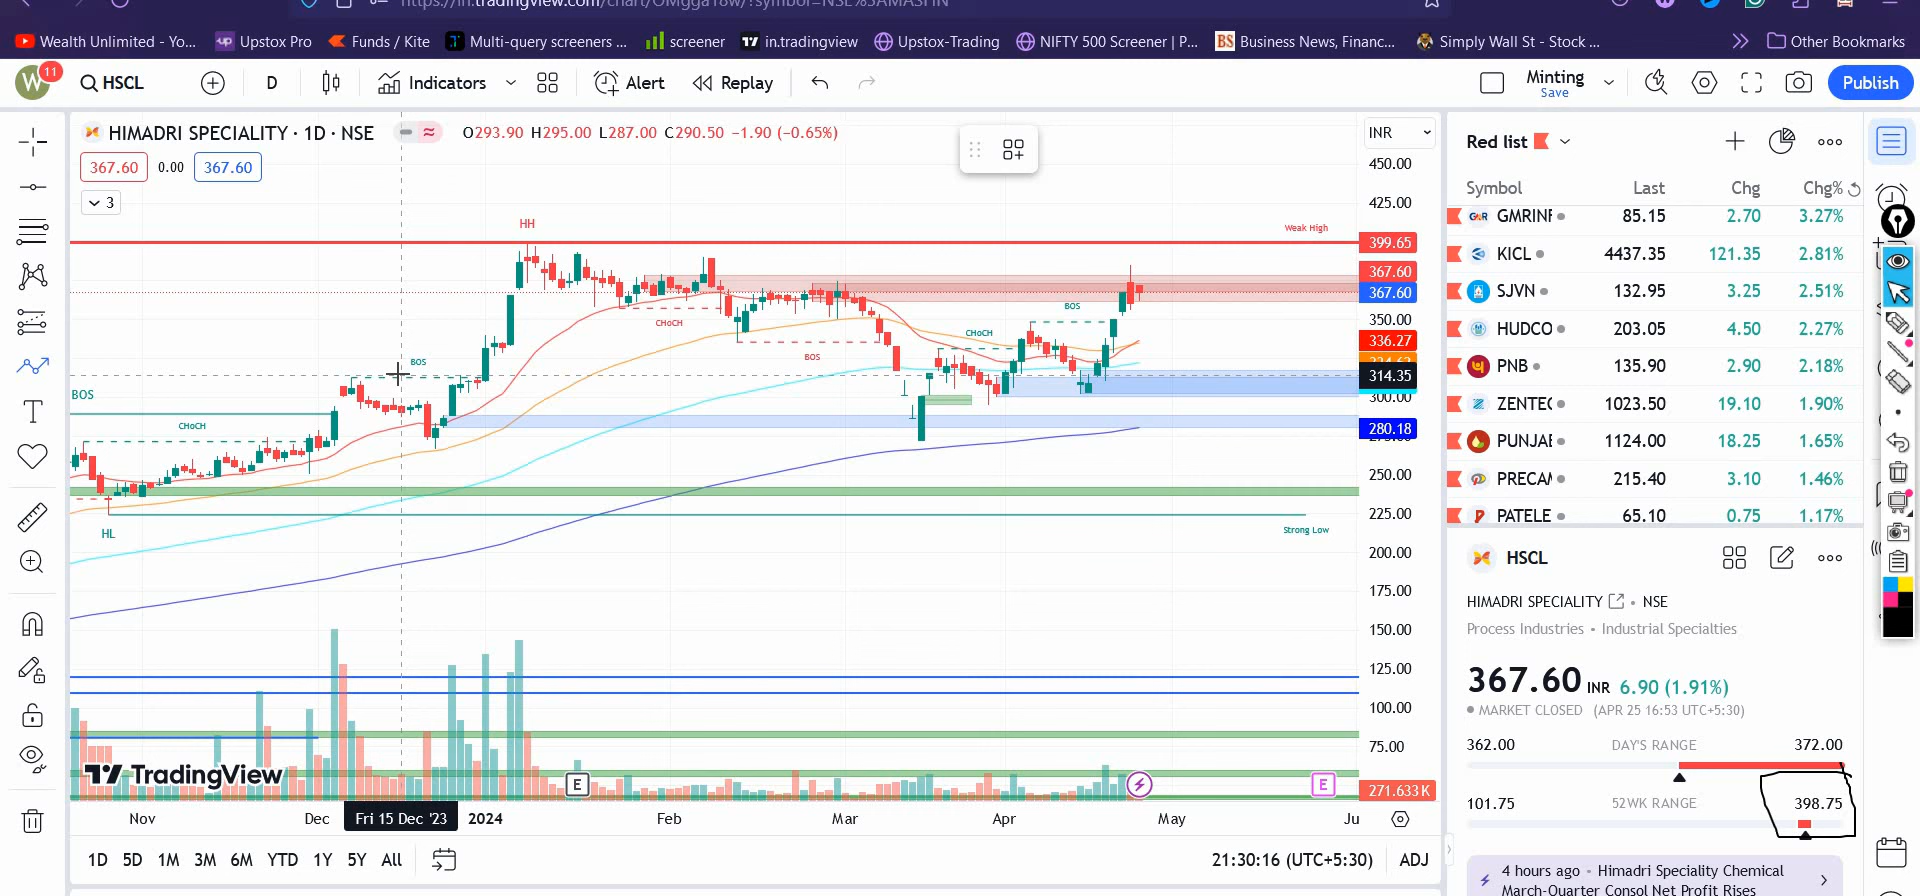 Wealth Unlimited - Yo...
Upstox Pro
Funds / Kite
Multi-query screeners ...
screener
in.tradingview
Upstox-Trading
NIFTY 500 Screener | P...
BS Business News, Financ...
Simply Wall St - Stock ...
Other Bookmarks
W 11
HSCL
D
Indicators
Alert
Replay
Minting
Save
Publish
HIMADRI SPECIALITY · 1D · NSE
O293.90 H295.00 L287.00 C290.50 −1.90 (−0.65%)
367.60 0.00 367.60
3
INR
450.00
425.00
399.65
367.60
367.60
350.00
336.27
314.35
300.00
280.18
250.00
225.00
200.00
175.00
150.00
125.00
100.00
75.00
271.633K
HH
Weak High
BOS
CHoCH
CHoCH
BOS
BOS
BOS
CHoCH
BOS
HL
Strong Low
TradingView
E
E
Nov
Dec
Fri 15 Dec '23
2024
Feb
Mar
Apr
May
Ju
1D 5D 1M 3M 6M YTD 1Y 5Y All
21:30:16 (UTC+5:30)
ADJ
Red list
Symbol Last Chg Chg%
GMRINF 85.15 2.70 3.27%
KICL 4437.35 121.35 2.81%
SJVN 132.95 3.25 2.51%
HUDCO 203.05 4.50 2.27%
PNB 135.90 2.90 2.18%
ZENTEC 1023.50 19.10 1.90%
PUNJAE 1124.00 18.25 1.65%
PRECAM 215.40 3.10 1.46%
PATELE 65.10 0.75 1.17%
HSCL
HIMADRI SPECIALITY • NSE
Process Industries • Industrial Specialties
367.60 INR 6.90 (1.91%)
MARKET CLOSED (APR 25 16:53 UTC+5:30)
362.00 DAY'S RANGE 372.00
101.75 52WK RANGE 398.75
4 hours ago • Himadri Speciality Chemical
March-Quarter Consol Net Profit Rises